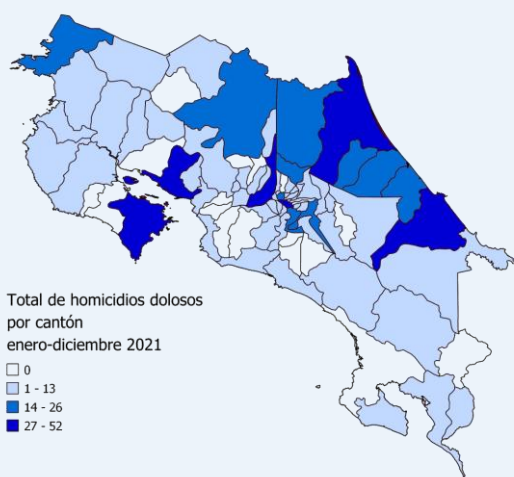 Total de homicidios dolosos
por cantón
enero-diciembre 2021
0
1 - 13
14 - 26
27 - 52